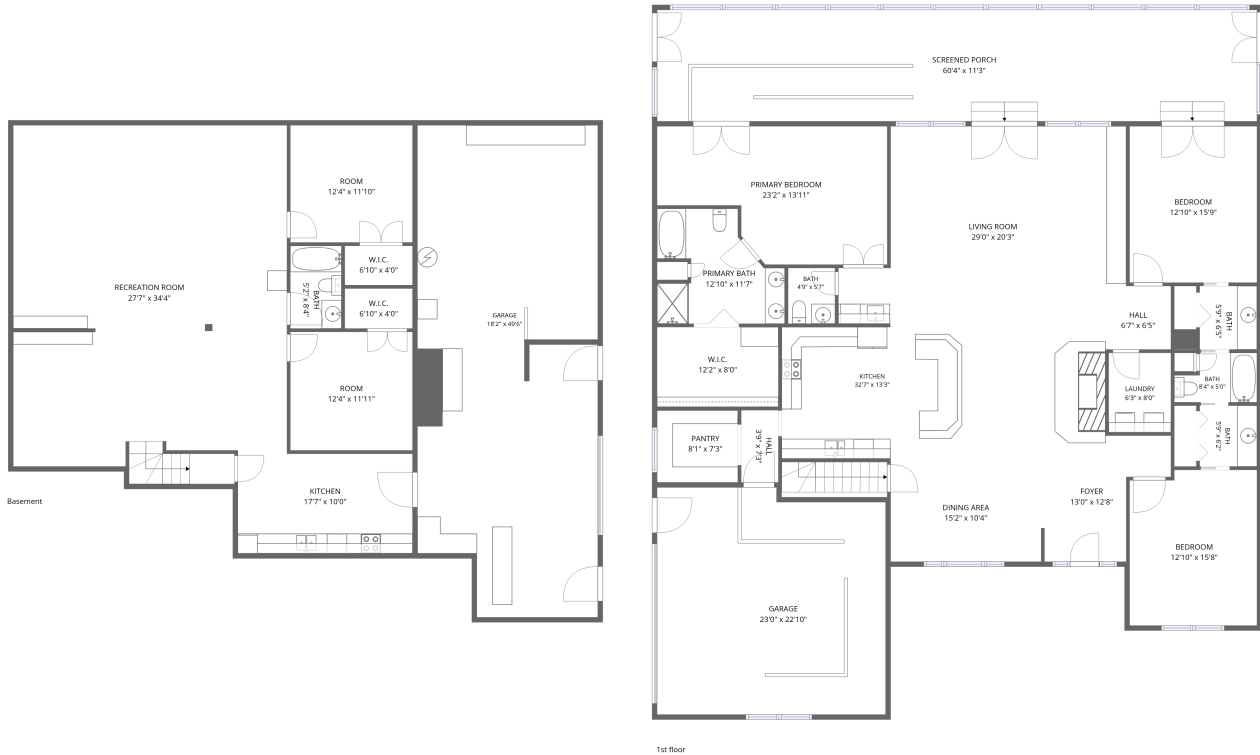 ROOM
12'4" x 11'10"
W.I.C.
6'10" x 4'0"
RECREATION ROOM
27'7" x 34'4"
BATH
5'2" x 8'4"
W.I.C.
6'10" x 4'0"
GARAGE
18'2" x 49'6"
ROOM
12'4" x 11'11"
KITCHEN
17'7" x 10'0"
Basement
SCREENED PORCH
60'4" x 11'3"
PRIMARY BEDROOM
23'2" x 13'11"
BEDROOM
12'10" x 15'9"
LIVING ROOM
29'0" x 20'3"
PRIMARY BATH
12'10" x 11'7"
BATH
4'9" x 5'7"
HALL
6'7" x 6'5"
BATH
5'9" x 6'5"
W.I.C.
12'2" x 8'0"
KITCHEN
32'7" x 13'3"
LAUNDRY
6'3" x 8'0"
BATH
8'4" x 5'0"
PANTRY
8'1" x 7'3"
HALL
3'9" x 7'3"
BATH
5'9" x 6'2"
DINING AREA
15'2" x 10'4"
FOYER
13'0" x 12'8"
BEDROOM
12'10" x 15'8"
GARAGE
23'0" x 22'10"
1st floor